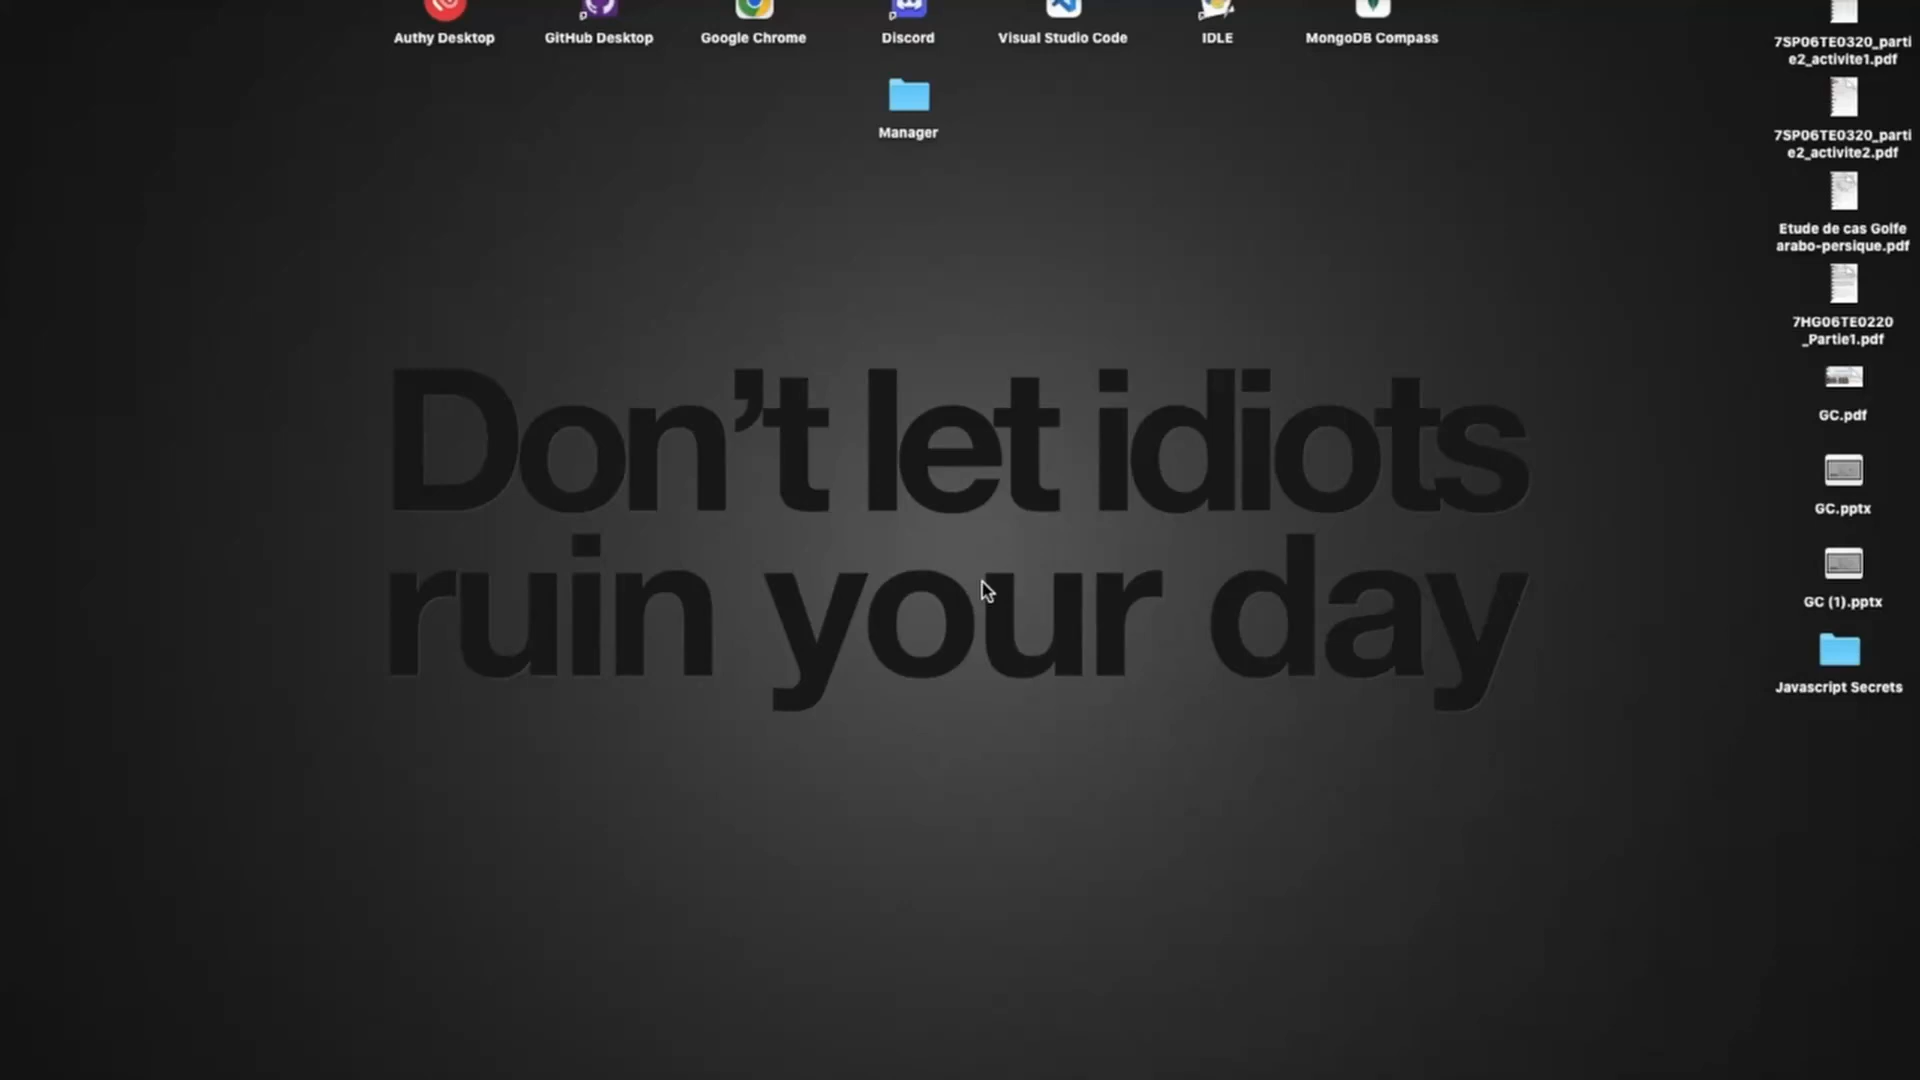 Authy Desktop
GitHub Desktop
Google Chrome
Discord
Visual Studio Code
IDLE
MongoDB Compass
Manager
7SP06TE0320_parti
e2_activite1.pdf
7SP06TE0320_parti
e2_activite2.pdf
Etude de cas Golfe
arabo-persique.pdf
7HG06TE0220
_Partie1.pdf
GC.pdf
GC.pptx
GC (1).pptx
Javascript Secrets
Don’t let idiots
ruin your day